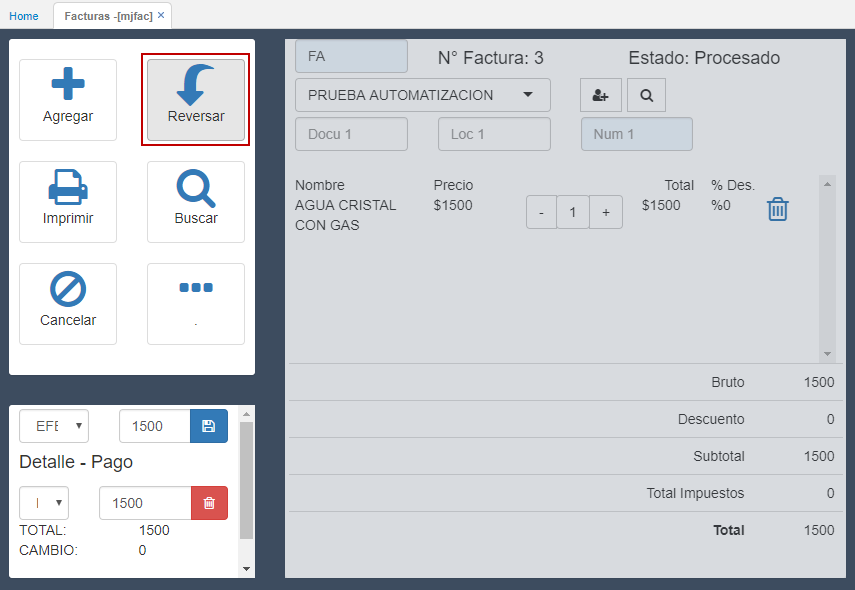 Home
Facturas -[mjfac] ×
Agregar
Reversar
Imprimir
Buscar
Cancelar
.
EFE
1500
Detalle - Pago
1500
TOTAL: 1500
CAMBIO: 0
FA
N° Factura: 3
Estado: Procesado
PRUEBA AUTOMATIZACION
Docu 1
Loc 1
Num 1
Nombre Precio Total % Des.
AGUA CRISTAL $1500 - 1 + $1500 %0
CON GAS
Bruto 1500
Descuento 0
Subtotal 1500
Total Impuestos 0
Total 1500